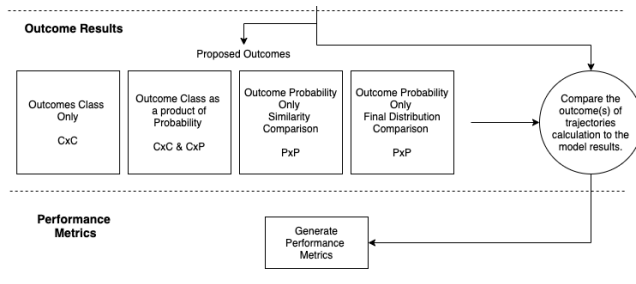 Outcome Results
Proposed Outcomes
Outcomes Class
Only
CxC
Outcome Class as
a product of
Probability
CxC & CxP
Outcome Probability
Only
Similarity
Comparison
PxP
Outcome Probability
Only
Final Distribution
Comparison
PxP
Compare the
outcome(s) of
trajectories
calculation to the
model results.
Performance
Metrics
Generate
Performance
Metrics